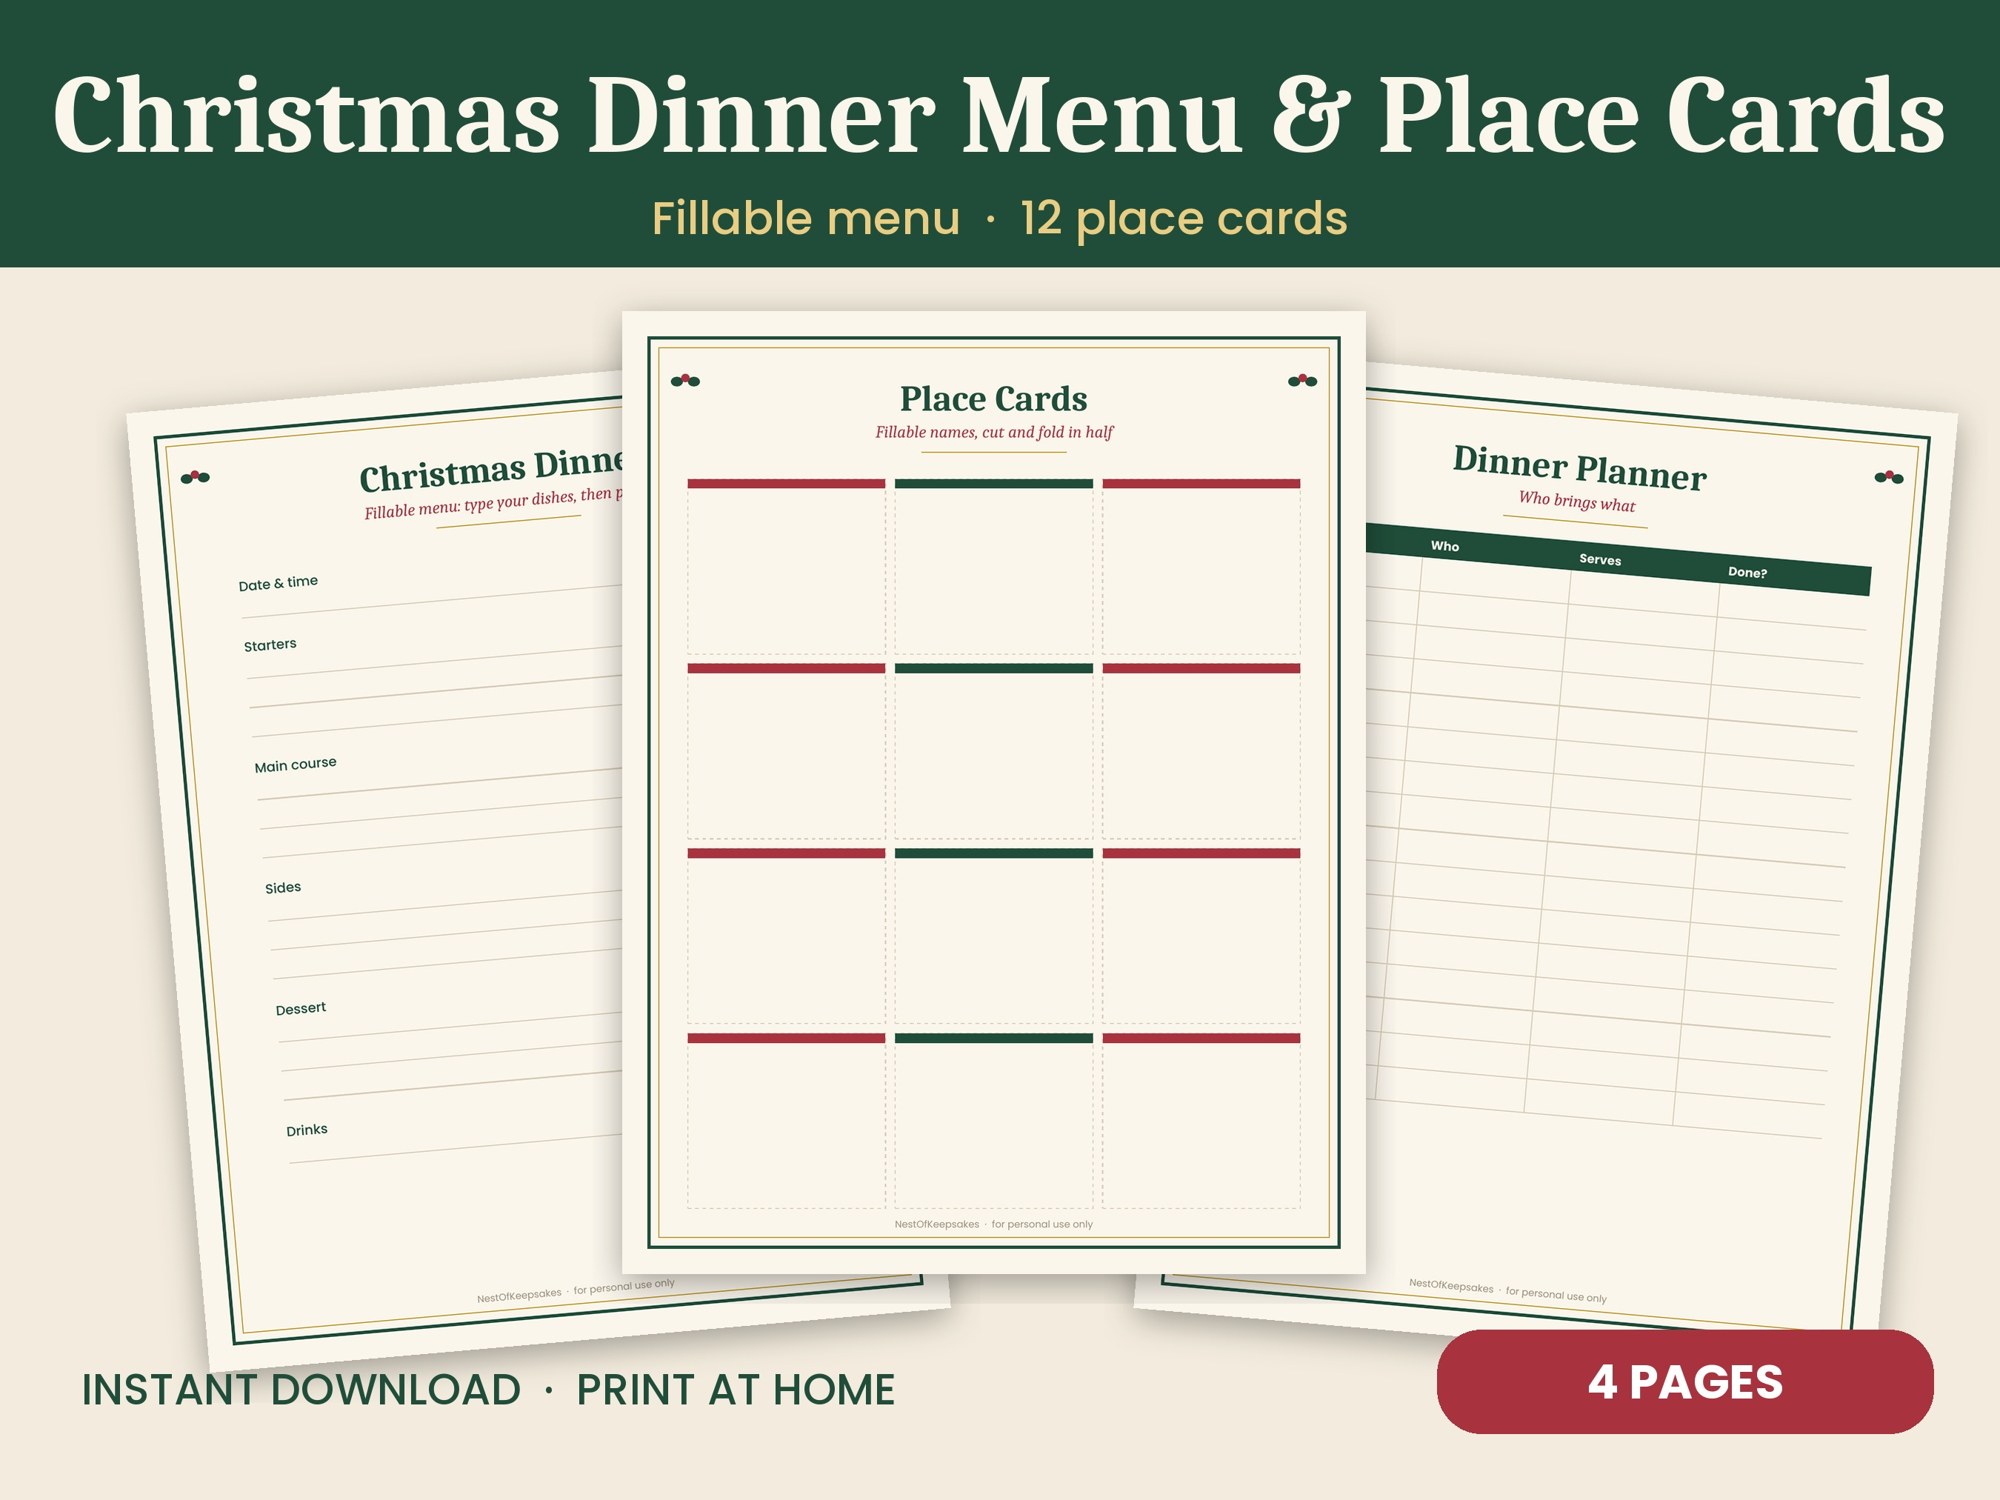 Christmas Dinner Menu & Place Cards
Fillable menu · 12 place cards
Christmas Dinne
Fillable menu: type your dishes, then p
Date & time
Starters
Main course
Sides
Dessert
Drinks
NestOfKeepsakes · for personal use only
Place Cards
Fillable names, cut and fold in half
NestOfKeepsakes · for personal use only
Dinner Planner
Who brings what
Who Serves Done?
NestOfKeepsakes · for personal use only
INSTANT DOWNLOAD · PRINT AT HOME
4 PAGES